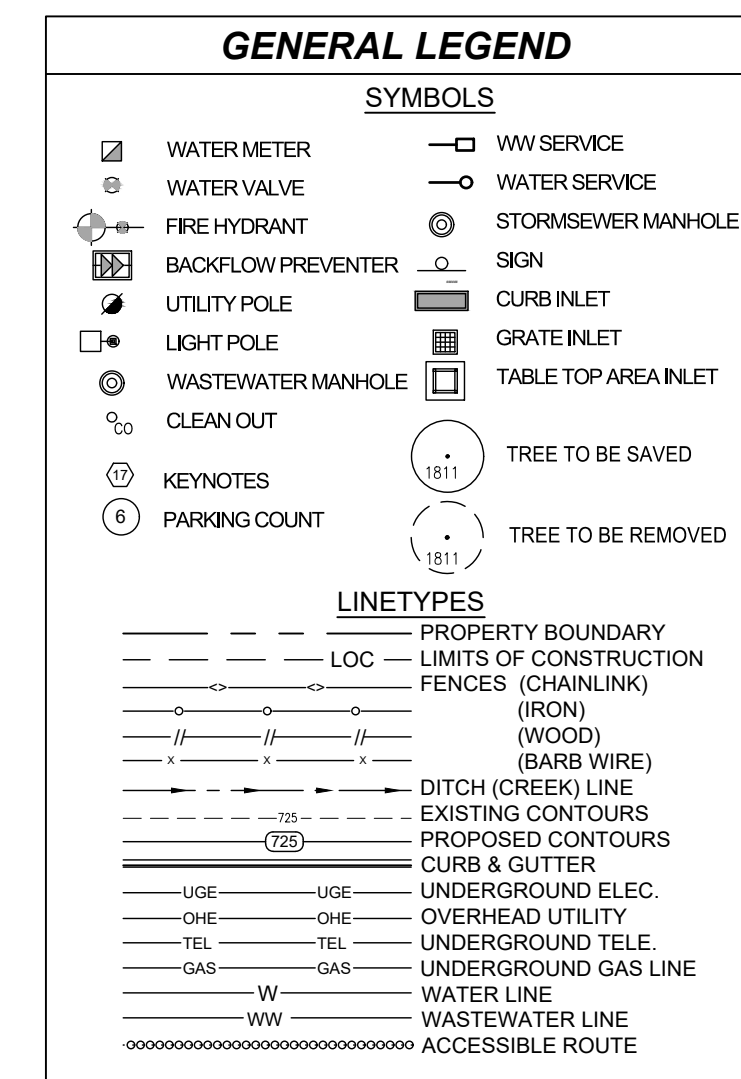 GENERAL LEGEND
SYMBOLS
WATER METER
WATER VALVE
FIRE HYDRANT
BACKFLOW PREVENTER
UTILITY POLE
LIGHT POLE
WASTEWATER MANHOLE
CO CLEAN OUT
17 KEYNOTES
6 PARKING COUNT
WW SERVICE
WATER SERVICE
STORMSEWER MANHOLE
SIGN
CURB INLET
GRATE INLET
TABLE TOP AREA INLET
1811 TREE TO BE SAVED
1811 TREE TO BE REMOVED
LINETYPES
PROPERTY BOUNDARY
LOC LIMITS OF CONSTRUCTION
<> <> FENCES (CHAINLINK)
(IRON)
// // // (WOOD)
x x x (BARB WIRE)
DITCH (CREEK) LINE
725 EXISTING CONTOURS
725 PROPOSED CONTOURS
CURB & GUTTER
UGE UGE UNDERGROUND ELEC.
OHE OHE OVERHEAD UTILITY
TEL TEL UNDERGROUND TELE.
GAS GAS UNDERGROUND GAS LINE
W WATER LINE
WW WASTEWATER LINE
ACCESSIBLE ROUTE